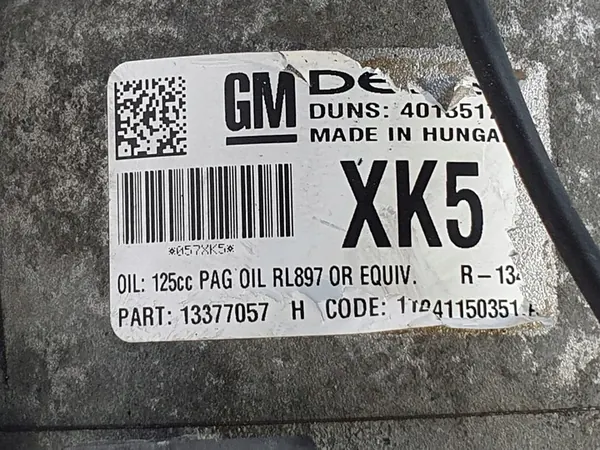 GM
DUNS:
MADE IN
XK5
*057XK5*
OIL: 125cc PAG OIL RL897 OR EQUIV.
PART: 13377057 H CODE: